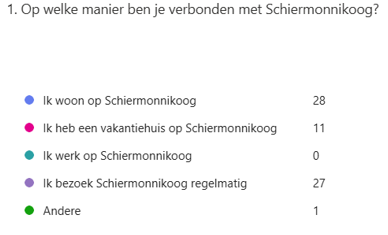 1. Op welke manier ben je verbonden met Schiermonnikoog?
Ik woon op Schiermonnikoog 28
Ik heb een vakantiehuis op Schiermonnikoog 11
Ik werk op Schiermonnikoog 0
Ik bezoek Schiermonnikoog regelmatig 27
Andere 1